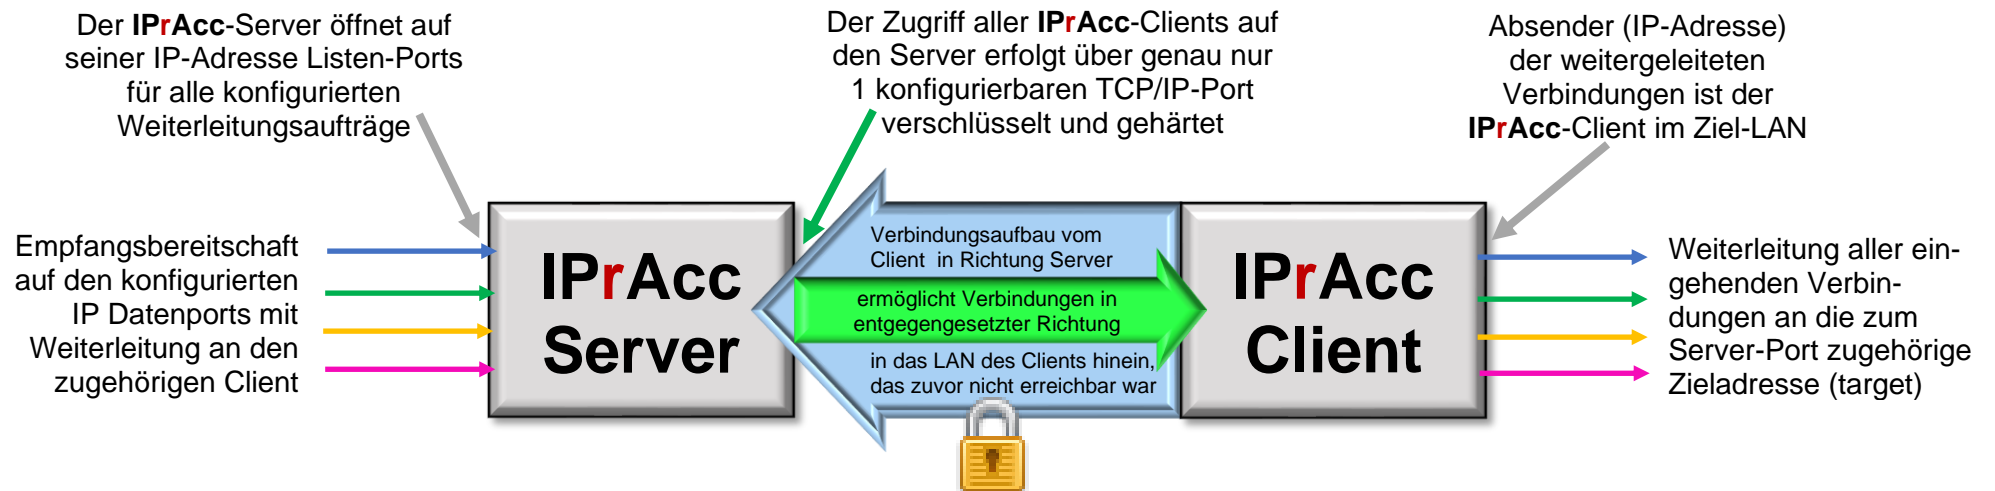 Der IPrAcc-Server öffnet auf
seiner IP-Adresse Listen-Ports
für alle konfigurierten
Weiterleitungsaufträge
Der Zugriff aller IPrAcc-Clients auf
den Server erfolgt über genau nur
1 konfigurierbaren TCP/IP-Port
verschlüsselt und gehärtet
Absender (IP-Adresse)
der weitergeleiteten
Verbindungen ist der
IPrAcc-Client im Ziel-LAN
Empfangsbereitschaft
auf den konfigurierten
IP Datenports mit
Weiterleitung an den
zugehörigen Client
IPrAcc
Server
Verbindungsaufbau vom
Client in Richtung Server
ermöglicht Verbindungen in
entgegengesetzter Richtung
in das LAN des Clients hinein,
das zuvor nicht erreichbar war
IPrAcc
Client
Weiterleitung aller ein-
gehenden Verbin-
dungen an die zum
Server-Port zugehörige
Zieladresse (target)